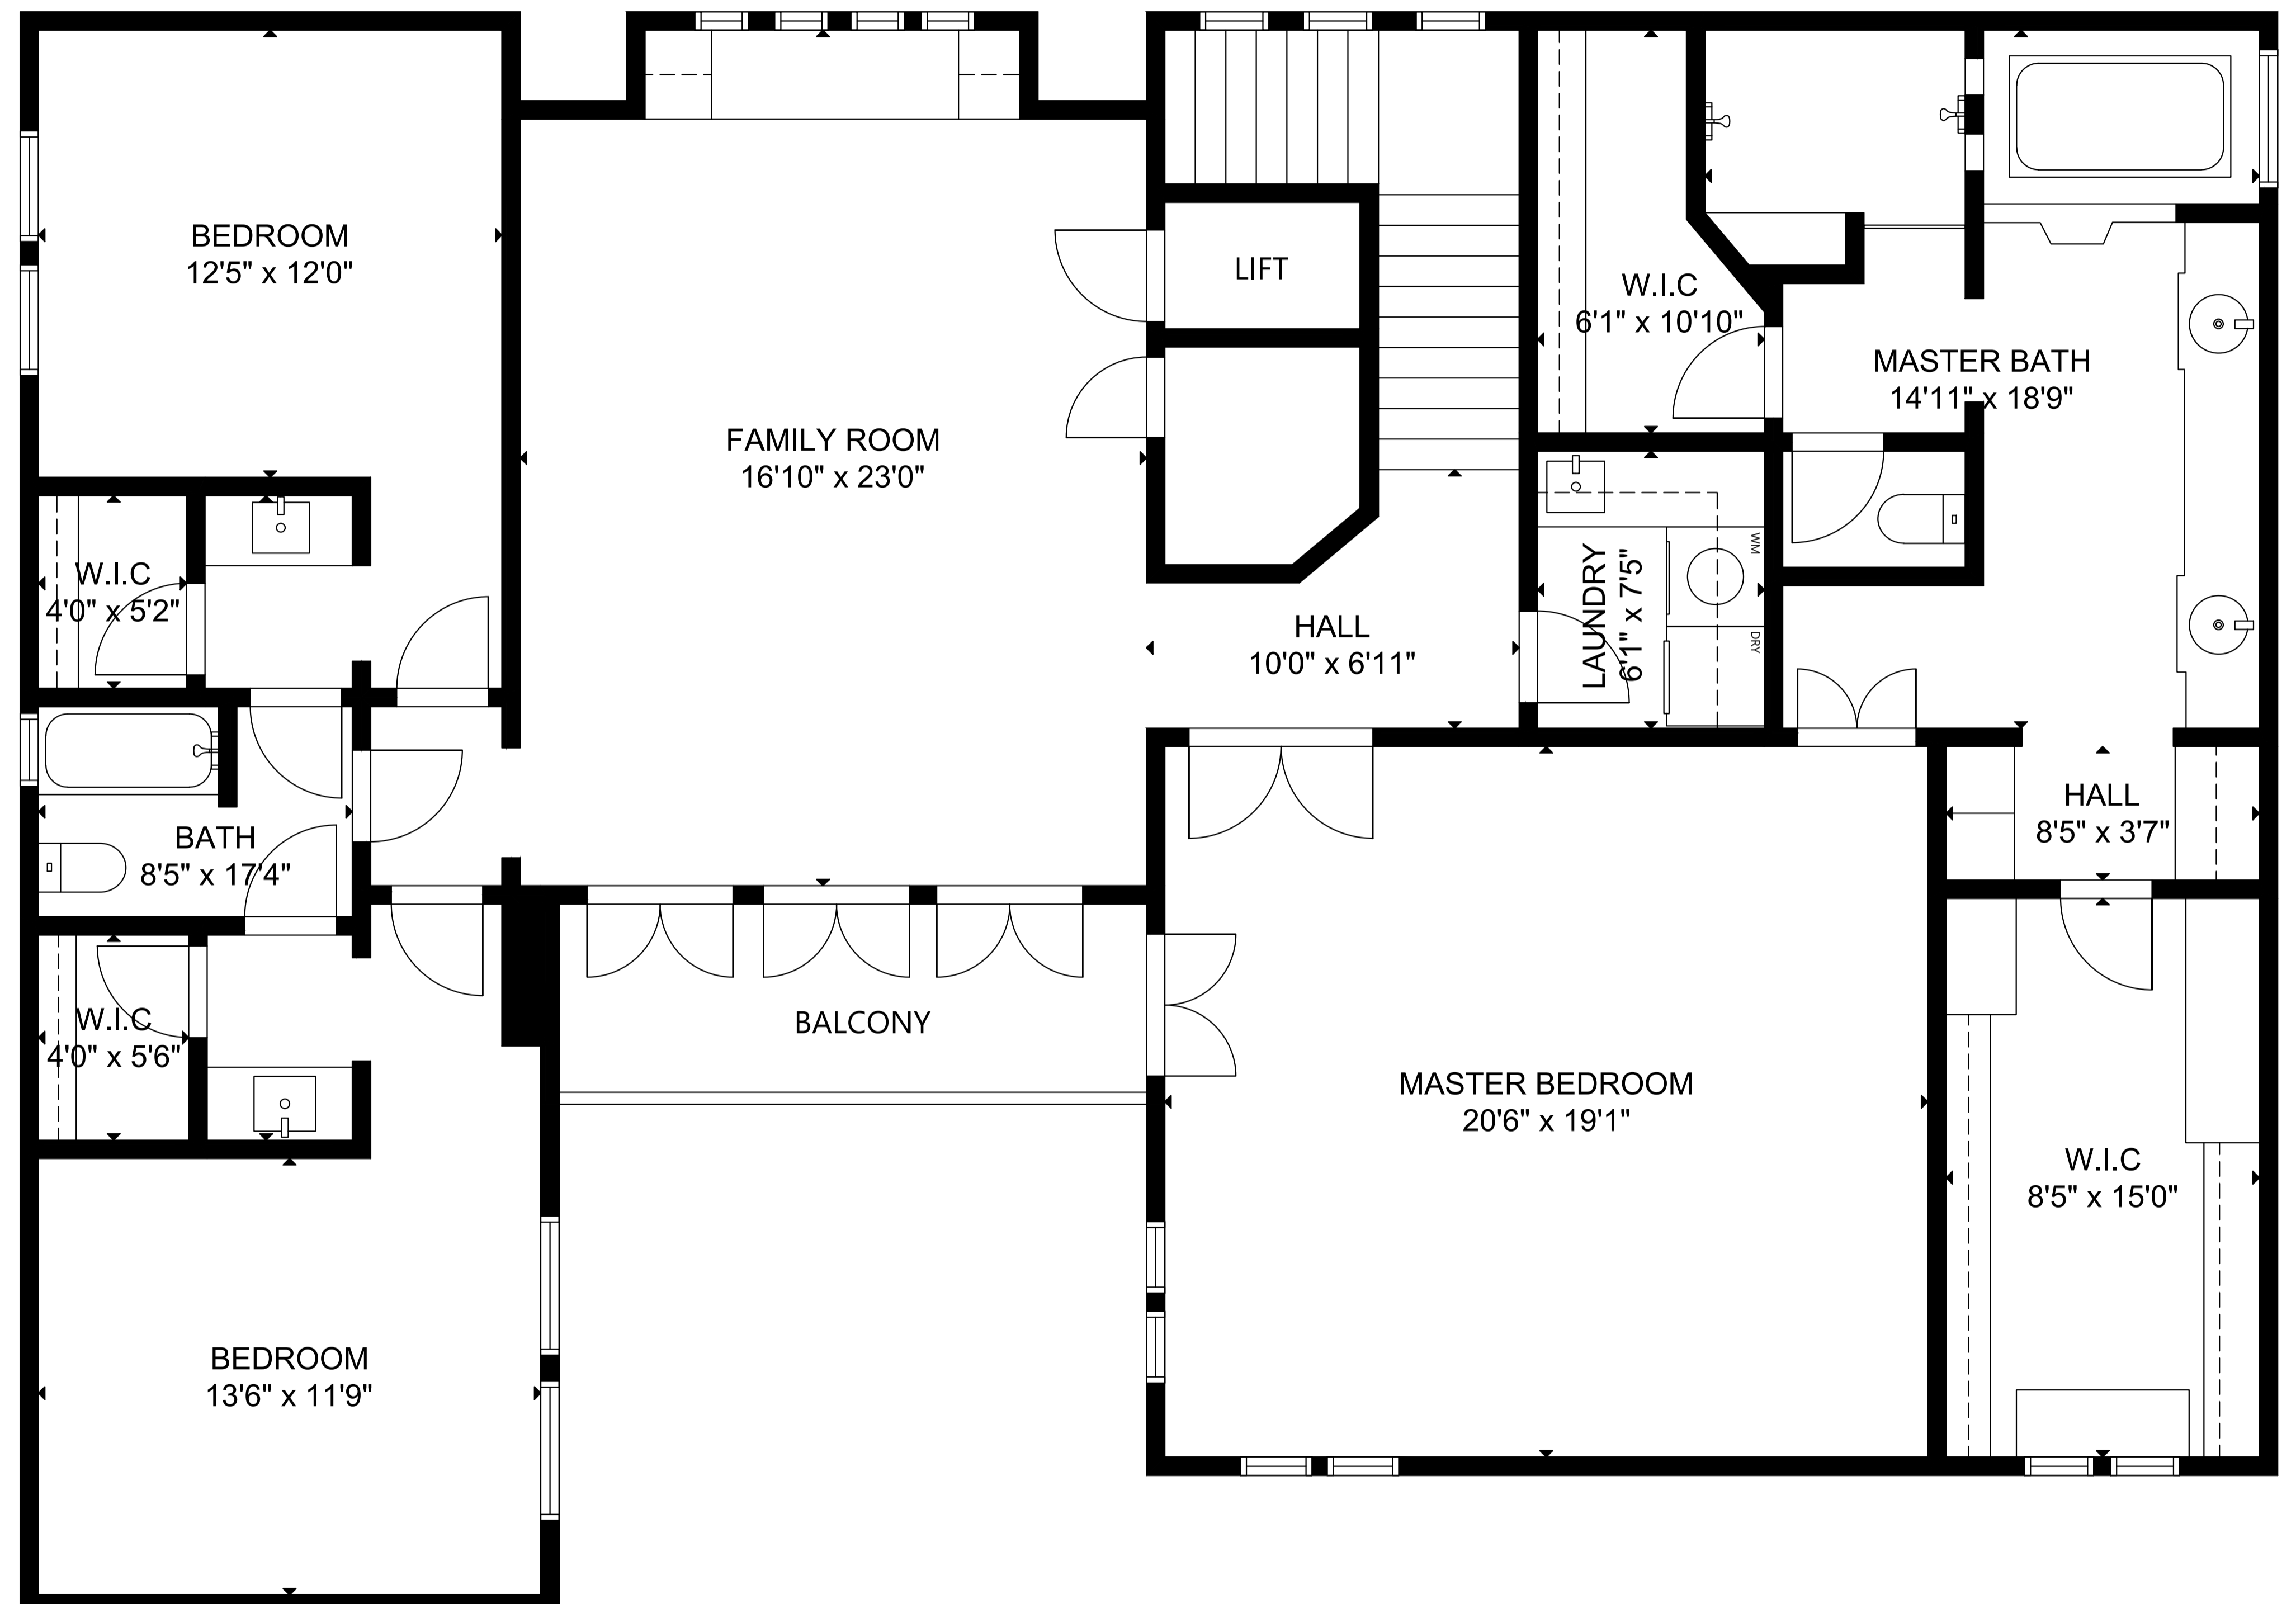 BEDROOM
12'5" x 12'0"
LIFT
W.I.C
6'1" x 10'10"
MASTER BATH
14'11" x 18'9"
FAMILY ROOM
16'10" x 23'0"
W.I.C
4'0" x 5'2"
HALL
10'0" x 6'11"
LAUNDRY
6'1" x 7'5"
WM
DRY
BATH
8'5" x 17'4"
HALL
8'5" x 3'7"
W.I.C
4'0" x 5'6"
BALCONY
MASTER BEDROOM
20'6" x 19'1"
W.I.C
8'5" x 15'0"
BEDROOM
13'6" x 11'9"